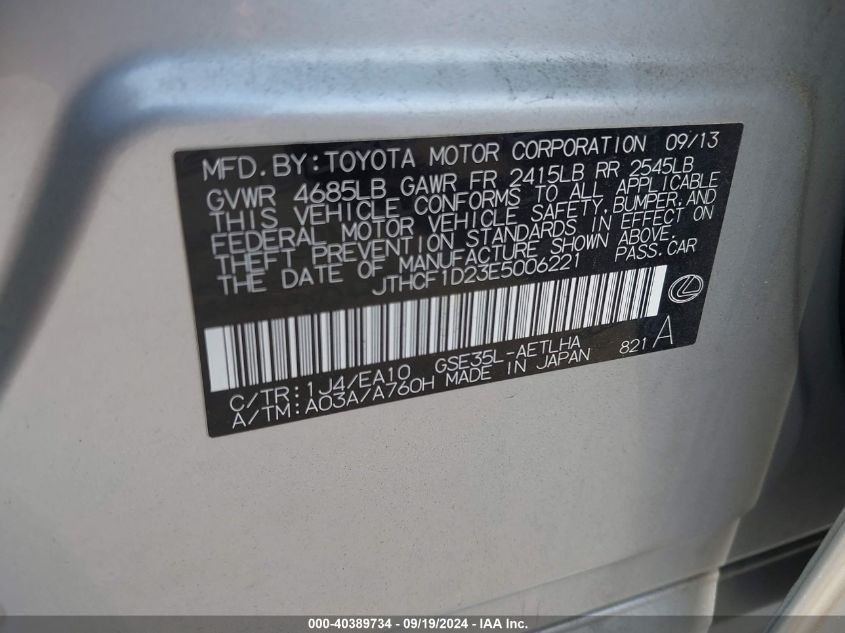 MFD. BY: TOYOTA MOTOR CORPORATION 09/13
GVWR 4685LB GAWR FR 2415LB RR 2545LB
THIS VEHICLE CONFORMS TO ALL APPLICABLE
FEDERAL MOTOR VEHICLE SAFETY, BUMPER, AND
THEFT PREVENTION STANDARDS IN EFFECT ON
THE DATE OF MANUFACTURE SHOWN ABOVE.
JTHCF1D23E5006221 PASS. CAR
C/TR: 1J4/EA10 GSE35L-AETLHA 821 A
A/TM: A03A/A760H MADE IN JAPAN
000-40389734 - 09/19/2024 - IAA Inc.